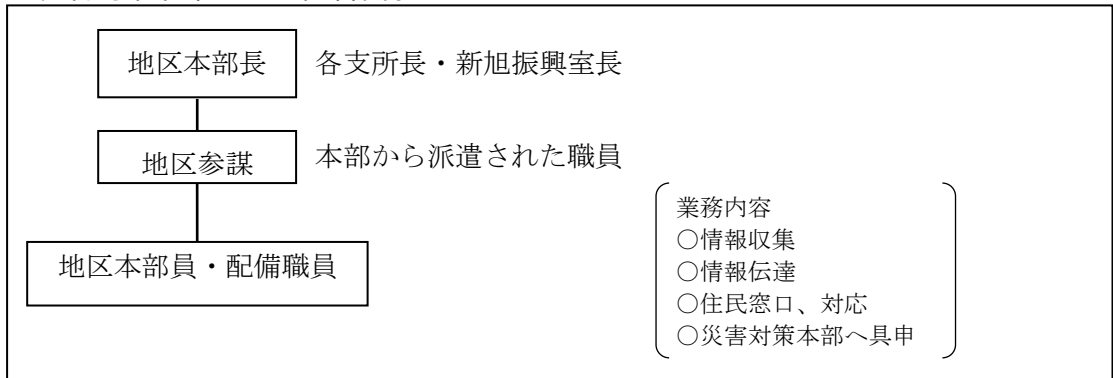 地区本部長
各支所長・新旭振興室長
地区参謀
本部から派遣された職員
地区本部員・配備職員
業務内容
○情報収集
○情報伝達
○住民窓口、対応
○災害対策本部へ具申